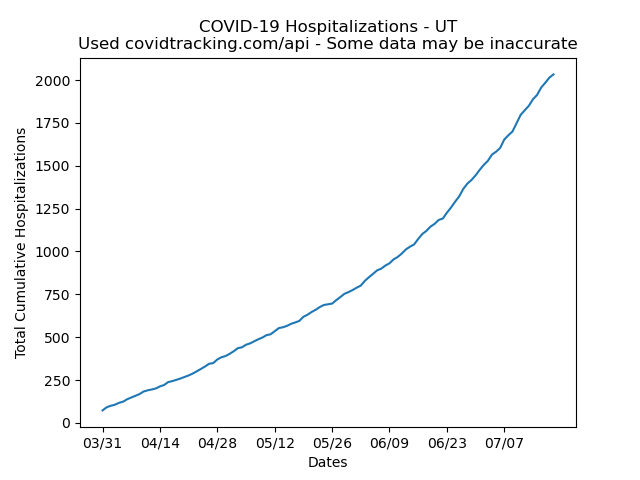 COVID-19 Hospitalizations - UT
Used covidtracking.com/api - Some data may be inaccurate
Total Cumulative Hospitalizations
2000
1750
1500
1250
1000
750
500
250
0
03/31 04/14 04/28 05/12 05/26 06/09 06/23 07/07
Dates